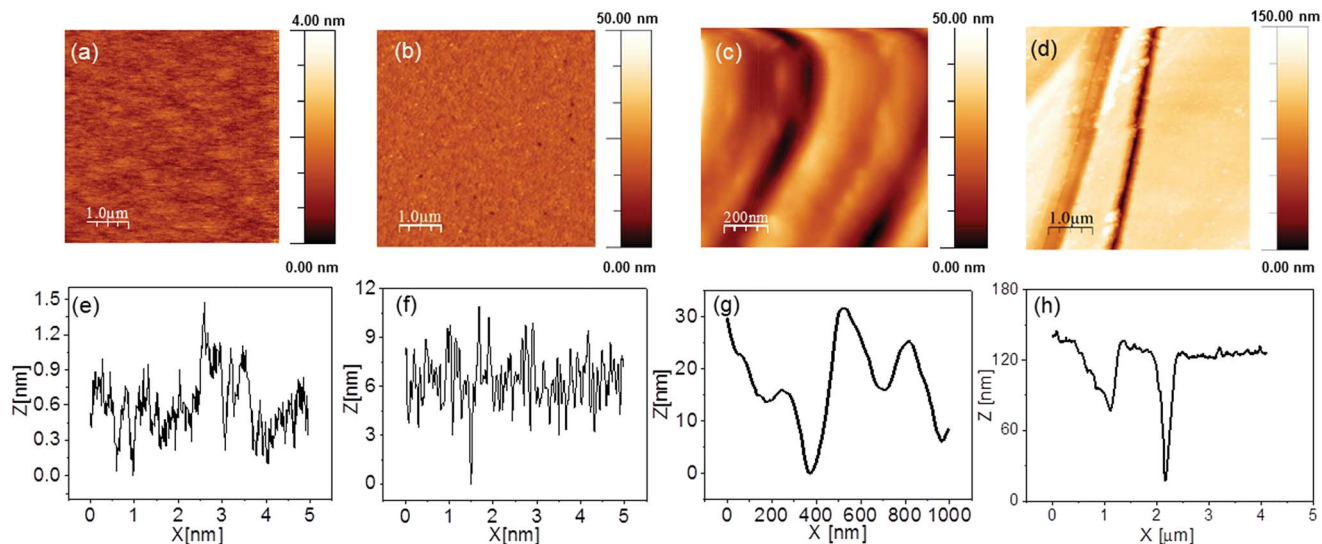 4.00 nm
50.00 nm
50.00 nm
150.00 nm
(a)
(b)
(c)
(d)
1.0µm
1.0µm
200nm
1.0µm
0.00 nm
0.00 nm
0.00 nm
0.00 nm
(e)
1.5
1.2
0.9
0.6
0.3
0.0
Z[nm]
0 1 2 3 4 5
X[nm]
(f)
12
9
6
3
0
Z[nm]
0 1 2 3 4 5
X[nm]
(g)
30
20
10
0
Z[nm]
0 200 400 600 800 1000
X[nm]
(h)
180
120
60
0
Z [nm]
0 1 2 3 4 5
X [µm]